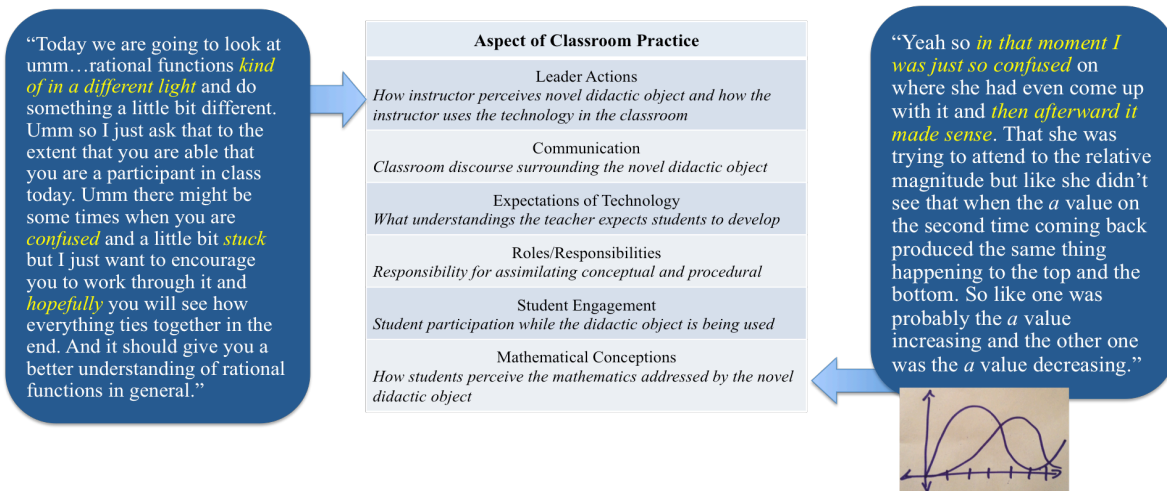 “Today we are going to look at
umm…rational functions kind
of in a different light and do
something a little bit different.
Umm so I just ask that to the
extent that you are able that
you are a participant in class
today. Umm there might be
some times when you are
confused and a little bit stuck
but I just want to encourage
you to work through it and
hopefully you will see how
everything ties together in the
end. And it should give you a
better understanding of rational
functions in general.”
Aspect of Classroom Practice
Leader Actions
How instructor perceives novel didactic object and how the
instructor uses the technology in the classroom
Communication
Classroom discourse surrounding the novel didactic object
Expectations of Technology
What understandings the teacher expects students to develop
Roles/Responsibilities
Responsibility for assimilating conceptual and procedural
Student Engagement
Student participation while the didactic object is being used
Mathematical Conceptions
How students perceive the mathematics addressed by the novel
didactic object
“Yeah so in that moment I
was just so confused on
where she had even come up
with it and then afterward it
made sense. That she was
trying to attend to the relative
magnitude but like she didn’t
see that when the a value on
the second time coming back
produced the same thing
happening to the top and the
bottom. So like one was
probably the a value
increasing and the other one
was the a value decreasing.”